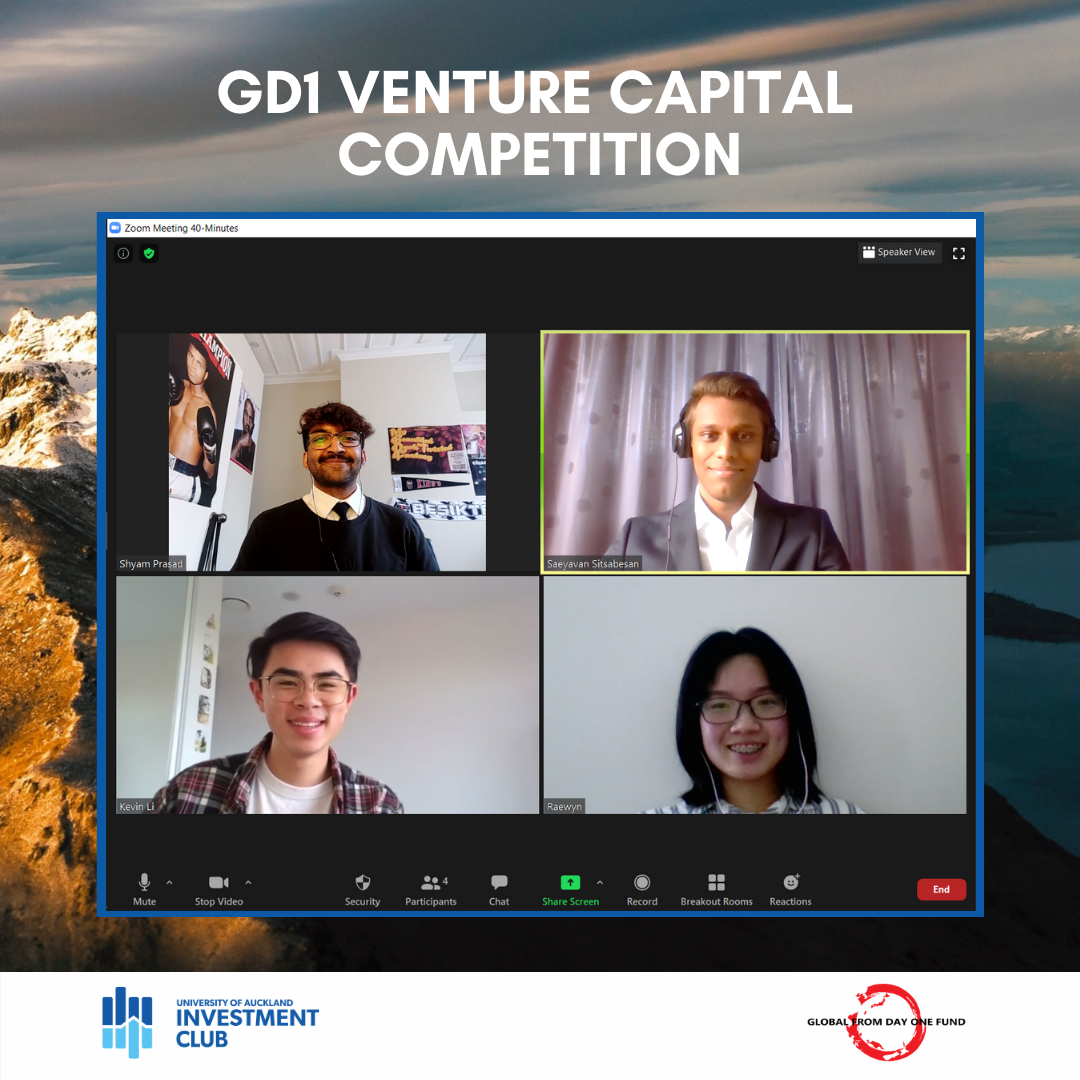 GD1 VENTURE CAPITAL
COMPETITION
Zoom Meeting 40-Minutes
Speaker View
CHAMPION
BESIKT
Shyam Prasad
Saeyavan Sitsabesan
Kevin Li
Raewyn
4
Mute
Stop Video
Security
Participants
Chat
Share Screen
Record
Breakout Rooms
Reactions
End
UNIVERSITY OF AUCKLAND
INVESTMENT
CLUB
GLOBAL FROM DAY ONE FUND